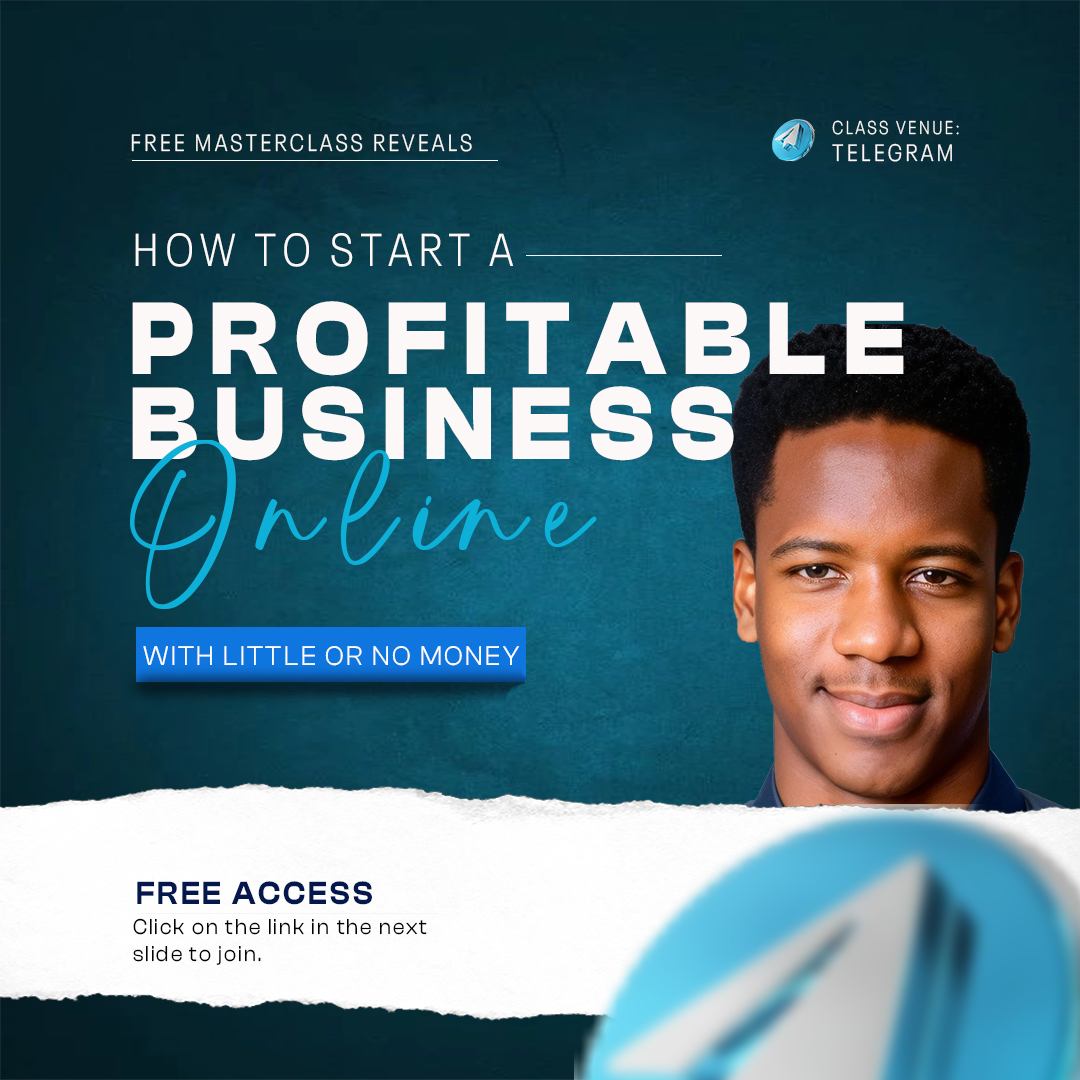 FREE MASTERCLASS REVEALS
CLASS VENUE:
TELEGRAM
HOW TO START A
PROFITABLE
BUSINESS
Online
WITH LITTLE OR NO MONEY
FREE ACCESS
Click on the link in the next
slide to join.